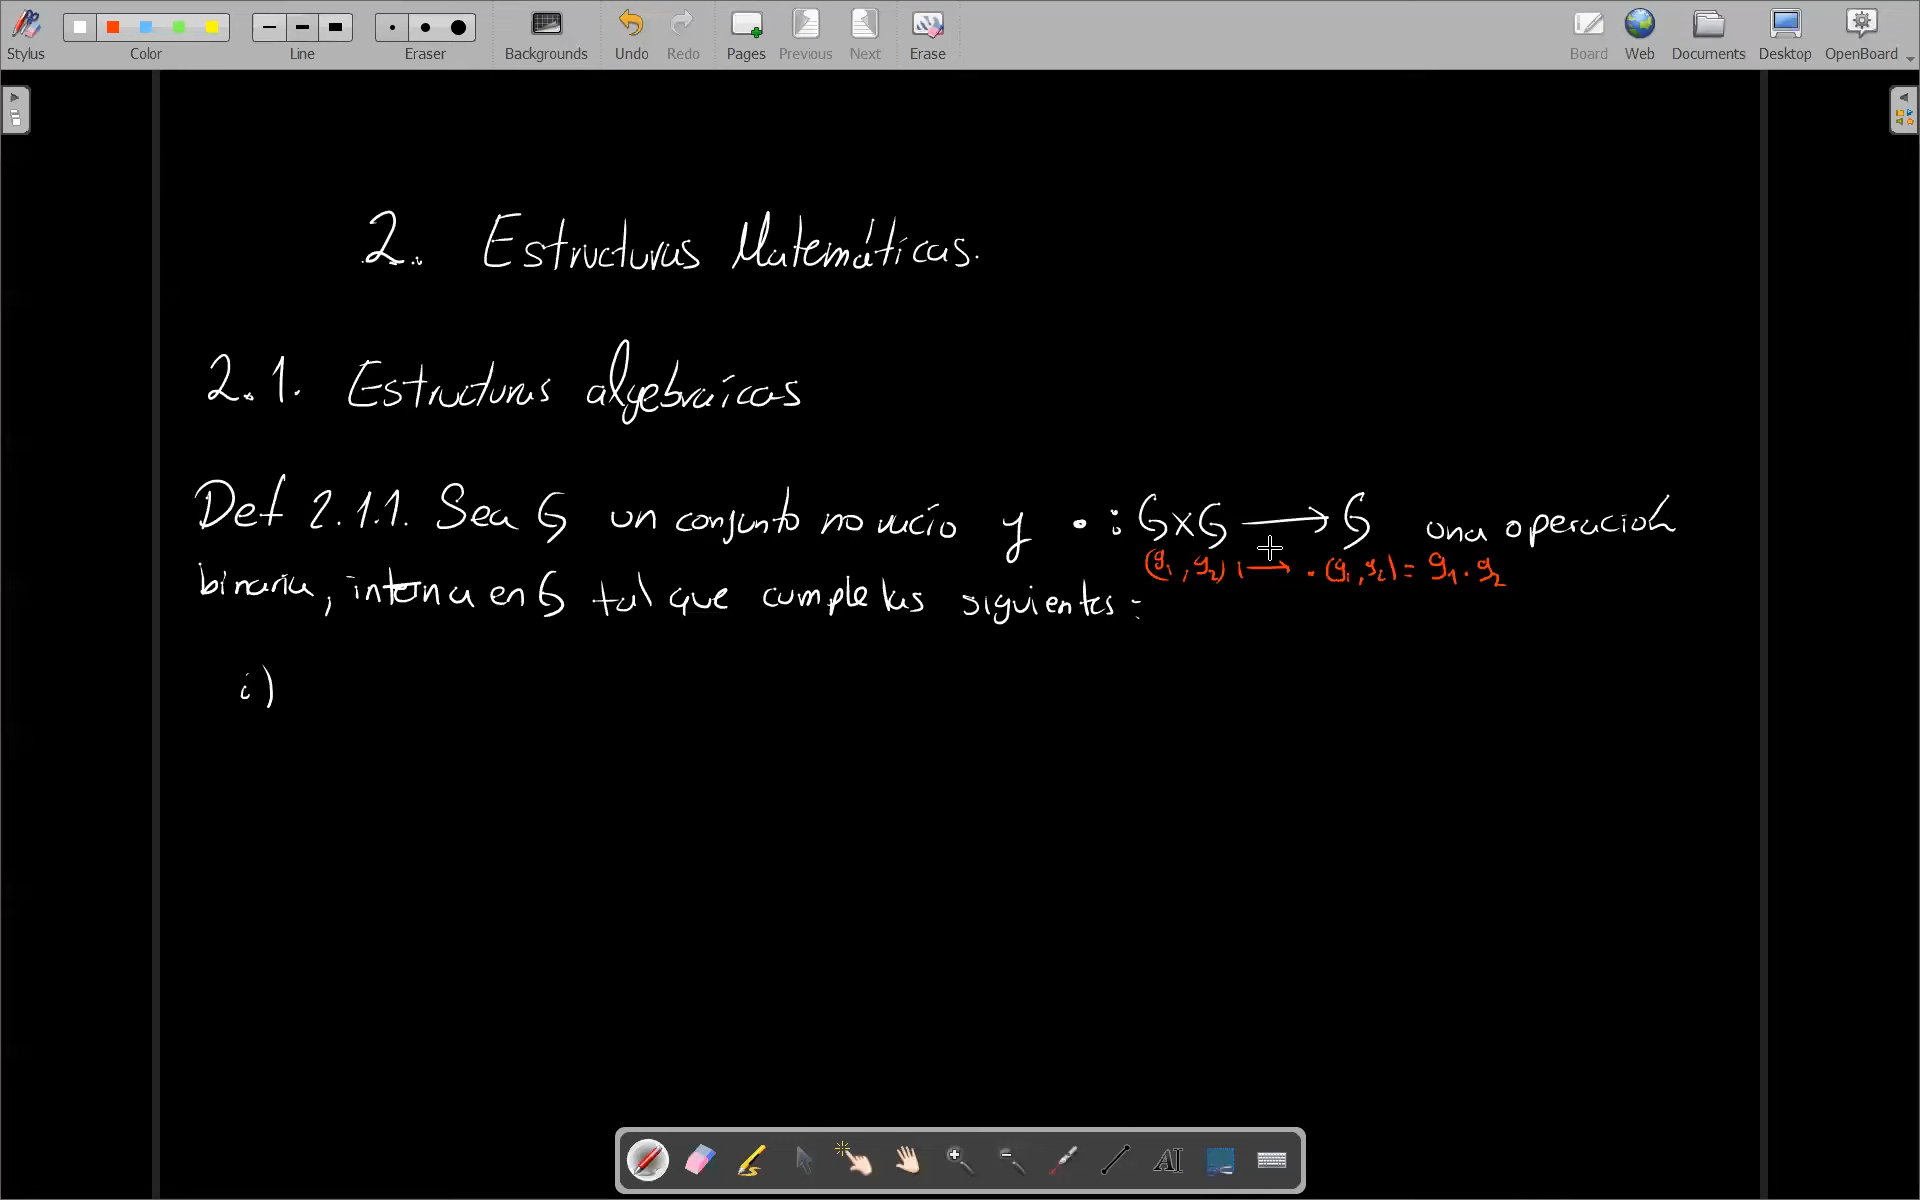 Stylus Color Line Eraser Backgrounds Undo Redo Pages Previous Next Erase Board Web Documents Desktop OpenBoard
2. Estructuras Matemáticas.
2.1. Estructuras algebraícas
Def 2.1.1. Sea G un conjunto no vacío y • : G×G ⟶ G una operación
(g₁, g₂) ⟼ •(g₁, g₂) = g₁ • g₂
binaria, interna en G tal que cumple las siguientes:
i)
AI